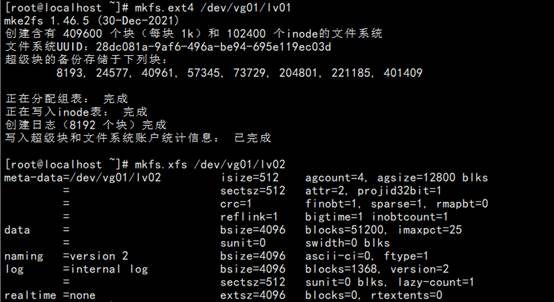 [root@localhost ~]# mkfs.ext4 /dev/vg01/lv01
mke2fs 1.46.5 (30-Dec-2021)
创建含有 409600 个块（每块 1k）和 102400 个inode的文件系统
文件系统UUID：28dc081a-9af6-496a-be94-695e119ec03d
超级块的备份存储于下列块：
        8193, 24577, 40961, 57345, 73729, 204801, 221185, 401409

正在分配组表： 完成
正在写入inode表： 完成
创建日志（8192 个块）完成
写入超级块和文件系统账户统计信息： 已完成

[root@localhost ~]# mkfs.xfs /dev/vg01/lv02
meta-data=/dev/vg01/lv02         isize=512    agcount=4, agsize=12800 blks
         =                       sectsz=512   attr=2, projid32bit=1
         =                       crc=1        finobt=1, sparse=1, rmapbt=0
         =                       reflink=1    bigtime=1 inobtcount=1
data     =                       bsize=4096   blocks=51200, imaxpct=25
         =                       sunit=0      swidth=0 blks
naming   =version 2              bsize=4096   ascii-ci=0, ftype=1
log      =internal log           bsize=4096   blocks=1368, version=2
         =                       sectsz=512   sunit=0 blks, lazy-count=1
realtime =none                   extsz=4096   blocks=0, rtextents=0